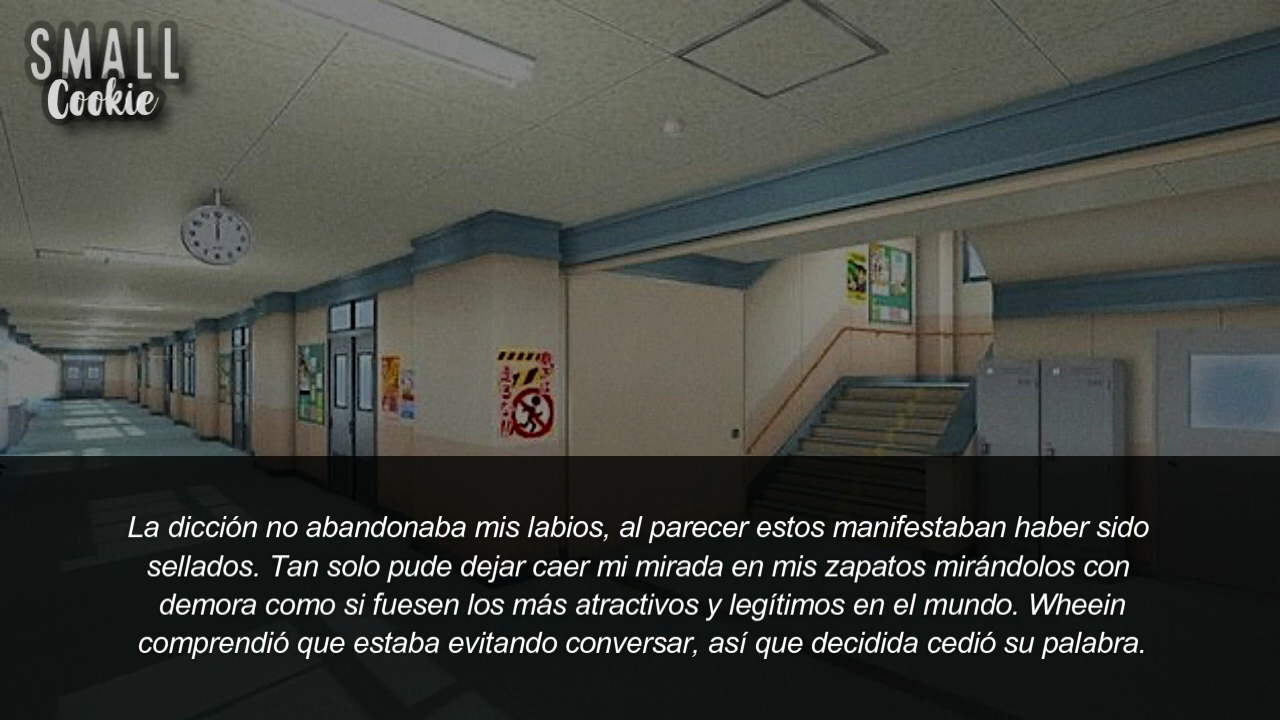 SMALL
Cookie
La dicción no abandonaba mis labios, al parecer estos manifestaban haber sido
sellados. Tan solo pude dejar caer mi mirada en mis zapatos mirándolos con
demora como si fuesen los más atractivos y legítimos en el mundo. Wheein
comprendió que estaba evitando conversar, así que decidida cedió su palabra.